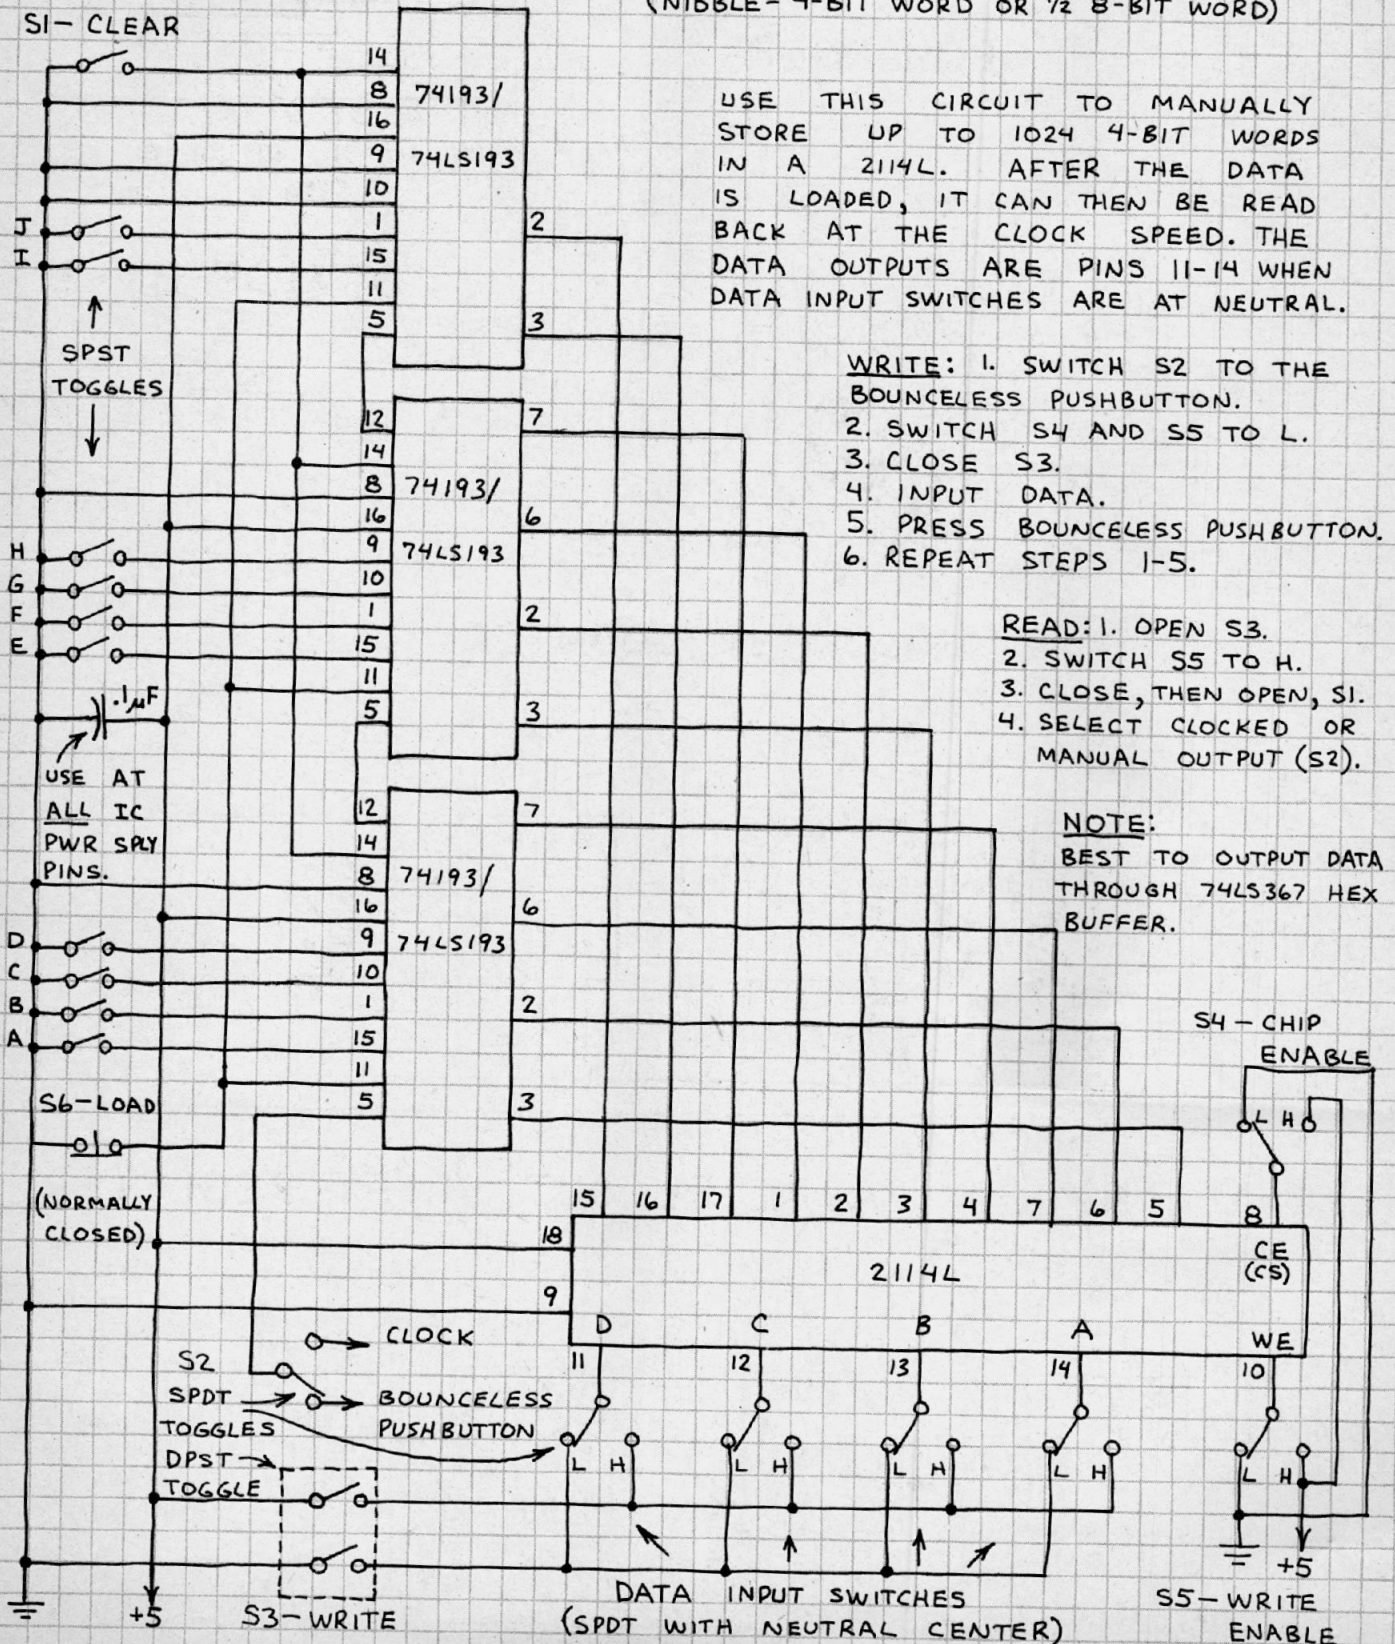 (NIBBLE- 4-BIT WORD OR ½ 8-BIT WORD)
S1- CLEAR
14
8
16
9
10
1
15
11
5
74193/
74LS193
2
3
J
I
SPST
TOGGLES
USE THIS CIRCUIT TO MANUALLY
STORE UP TO 1024 4-BIT WORDS
IN A 2114L. AFTER THE DATA
IS LOADED, IT CAN THEN BE READ
BACK AT THE CLOCK SPEED. THE
DATA OUTPUTS ARE PINS 11-14 WHEN
DATA INPUT SWITCHES ARE AT NEUTRAL.
WRITE: 1. SWITCH S2 TO THE
BOUNCELESS PUSHBUTTON.
2. SWITCH S4 AND S5 TO L.
3. CLOSE S3.
4. INPUT DATA.
5. PRESS BOUNCELESS PUSHBUTTON.
6. REPEAT STEPS 1-5.
READ: 1. OPEN S3.
2. SWITCH S5 TO H.
3. CLOSE, THEN OPEN, S1.
4. SELECT CLOCKED OR
MANUAL OUTPUT (S2).
NOTE:
BEST TO OUTPUT DATA
THROUGH 74LS367 HEX
BUFFER.
12
14
8
16
9
10
1
15
11
5
74193/
74LS193
7
6
2
3
H
G
F
E
.1µF
USE AT
ALL IC
PWR SPLY
PINS.
12
14
8
16
9
10
1
15
11
5
74193/
74LS193
7
6
2
3
D
C
B
A
S6-LOAD
(NORMALLY
CLOSED)
S4 - CHIP
ENABLE
L H
15 16 17 1 2 3 4 7 6 5 8
18
9
2114L
CE
(CS)
D C B A WE
11 12 13 14 10
CLOCK
S2
SPDT
TOGGLES
BOUNCELESS
PUSHBUTTON
DPST
TOGGLE
L H L H L H L H L H
+5
S3-WRITE
DATA INPUT SWITCHES
(SPDT WITH NEUTRAL CENTER)
+5
S5-WRITE
ENABLE